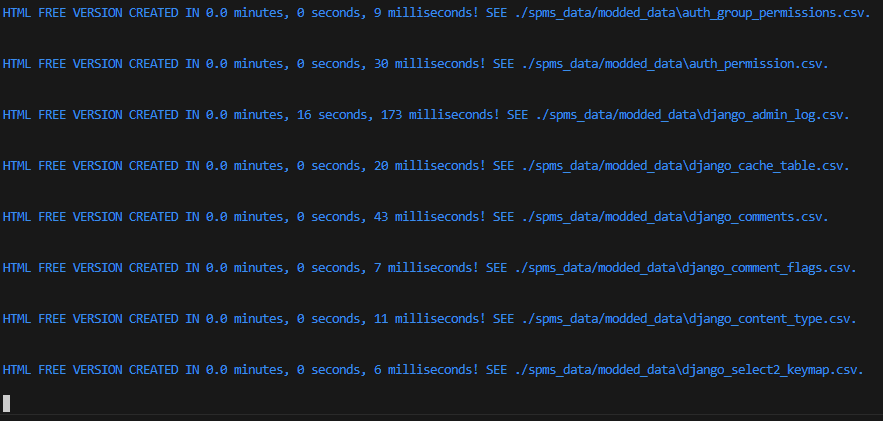 HTML FREE VERSION CREATED IN 0.0 minutes, 0 seconds, 9 milliseconds! SEE ./spms_data/modded_data\auth_group_permissions.csv.
HTML FREE VERSION CREATED IN 0.0 minutes, 0 seconds, 30 milliseconds! SEE ./spms_data/modded_data\auth_permission.csv.
HTML FREE VERSION CREATED IN 0.0 minutes, 16 seconds, 173 milliseconds! SEE ./spms_data/modded_data\django_admin_log.csv.
HTML FREE VERSION CREATED IN 0.0 minutes, 0 seconds, 20 milliseconds! SEE ./spms_data/modded_data\django_cache_table.csv.
HTML FREE VERSION CREATED IN 0.0 minutes, 0 seconds, 43 milliseconds! SEE ./spms_data/modded_data\django_comments.csv.
HTML FREE VERSION CREATED IN 0.0 minutes, 0 seconds, 7 milliseconds! SEE ./spms_data/modded_data\django_comment_flags.csv.
HTML FREE VERSION CREATED IN 0.0 minutes, 0 seconds, 11 milliseconds! SEE ./spms_data/modded_data\django_content_type.csv.
HTML FREE VERSION CREATED IN 0.0 minutes, 0 seconds, 6 milliseconds! SEE ./spms_data/modded_data\django_select2_keymap.csv.